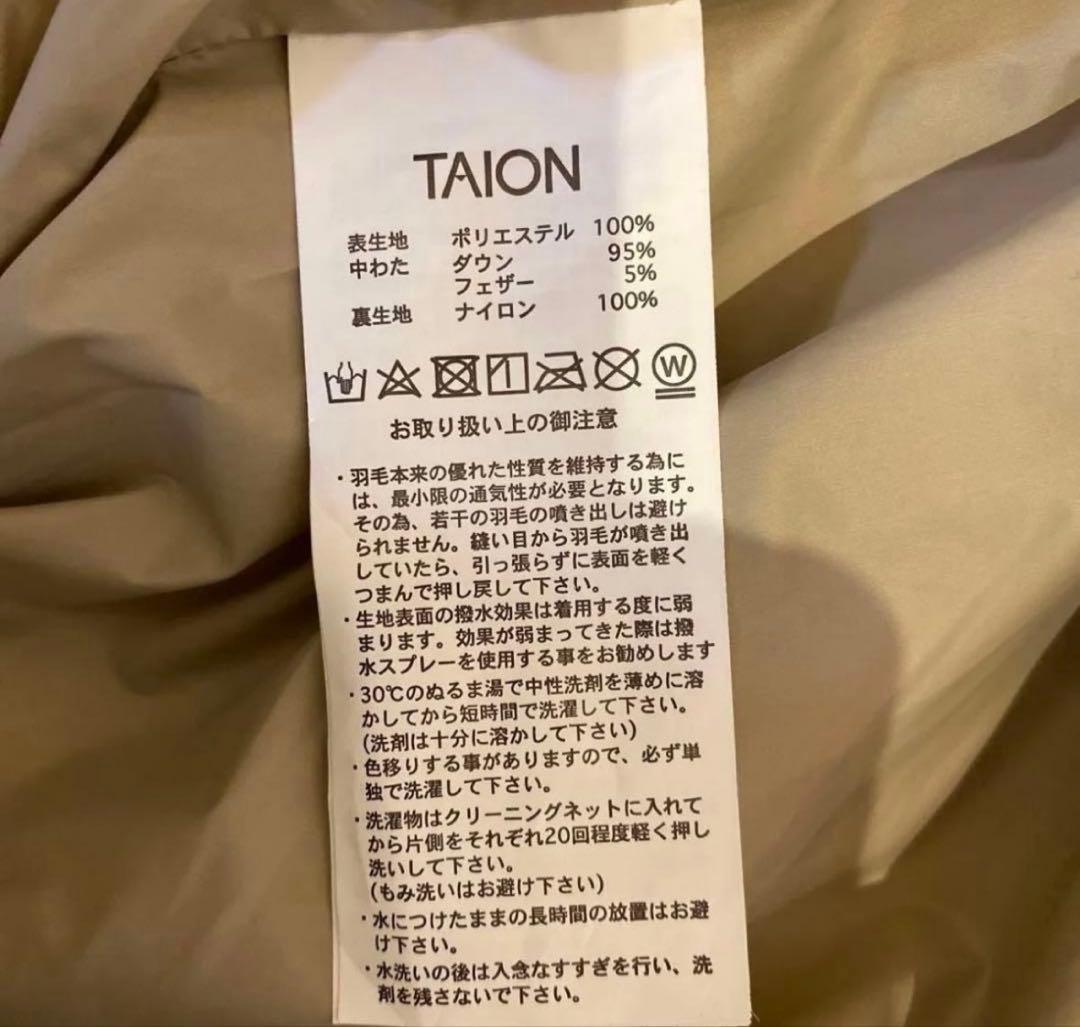 TAION
表生地 ポリエステル 100%
中わた ダウン 95%
フェザー 5%
裏生地 ナイロン 100%
W
お取り扱い上の御注意
・羽毛本来の優れた性質を維持する為に
は、最小限の通気性が必要となります。
その為、若干の羽毛の噴き出しは避け
られません。縫い目から羽毛が噴き出
していたら、引っ張らずに表面を軽く
つまんで押し戻して下さい。
・生地表面の撥水効果は着用する度に弱
まります。効果が弱まってきた際は撥
水スプレーを使用する事をお勧めします
・30℃のぬるま湯で中性洗剤を薄めに溶
かしてから短時間で洗濯して下さい。
(洗剤は十分に溶かして下さい)
・色移りする事がありますので、必ず単
独で洗濯して下さい。
・洗濯物はクリーニングネットに入れて
から片側をそれぞれ20回程度軽く押し
洗いして下さい。
(もみ洗いはお避け下さい)
・水につけたままの長時間の放置はお避
け下さい。
・水洗いの後は入念なすすぎを行い、洗
剤を残さないで下さい。